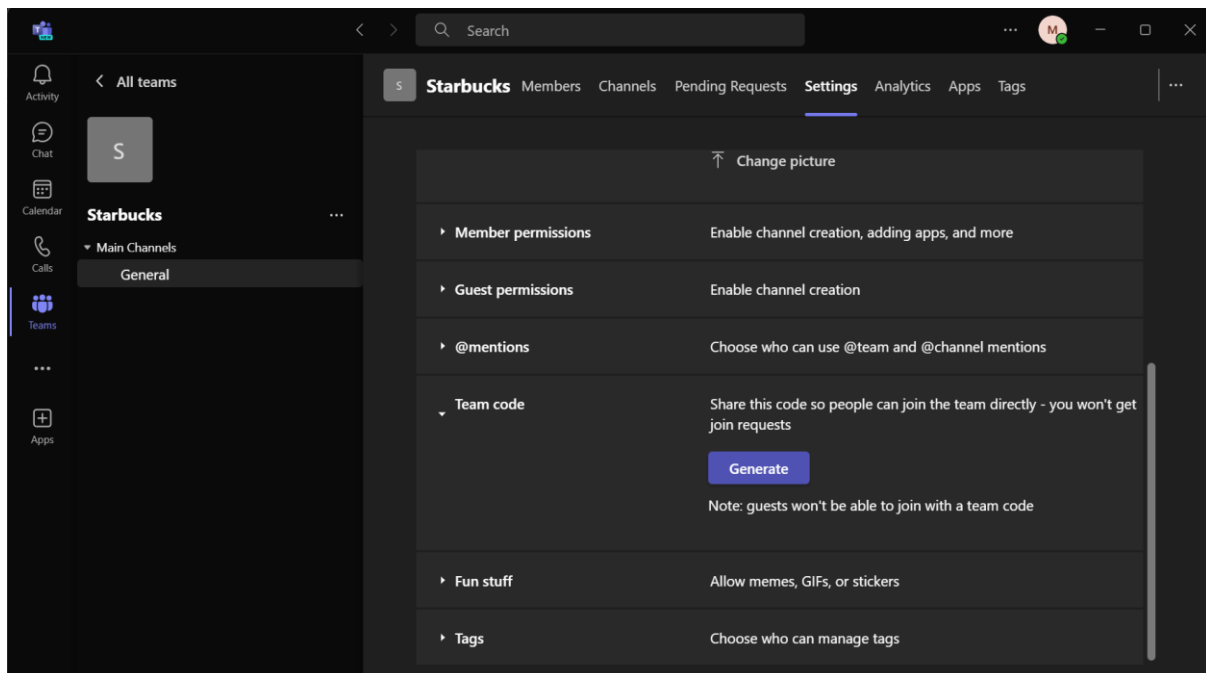 Search
M
Activity
Chat
Calendar
Calls
Teams
Apps
All teams
S
Starbucks
Main Channels
General
S Starbucks Members Channels Pending Requests Settings Analytics Apps Tags
Change picture
Member permissions Enable channel creation, adding apps, and more
Guest permissions Enable channel creation
@mentions Choose who can use @team and @channel mentions
Team code Share this code so people can join the team directly - you won't get
join requests
Generate
Note: guests won't be able to join with a team code
Fun stuff Allow memes, GIFs, or stickers
Tags Choose who can manage tags